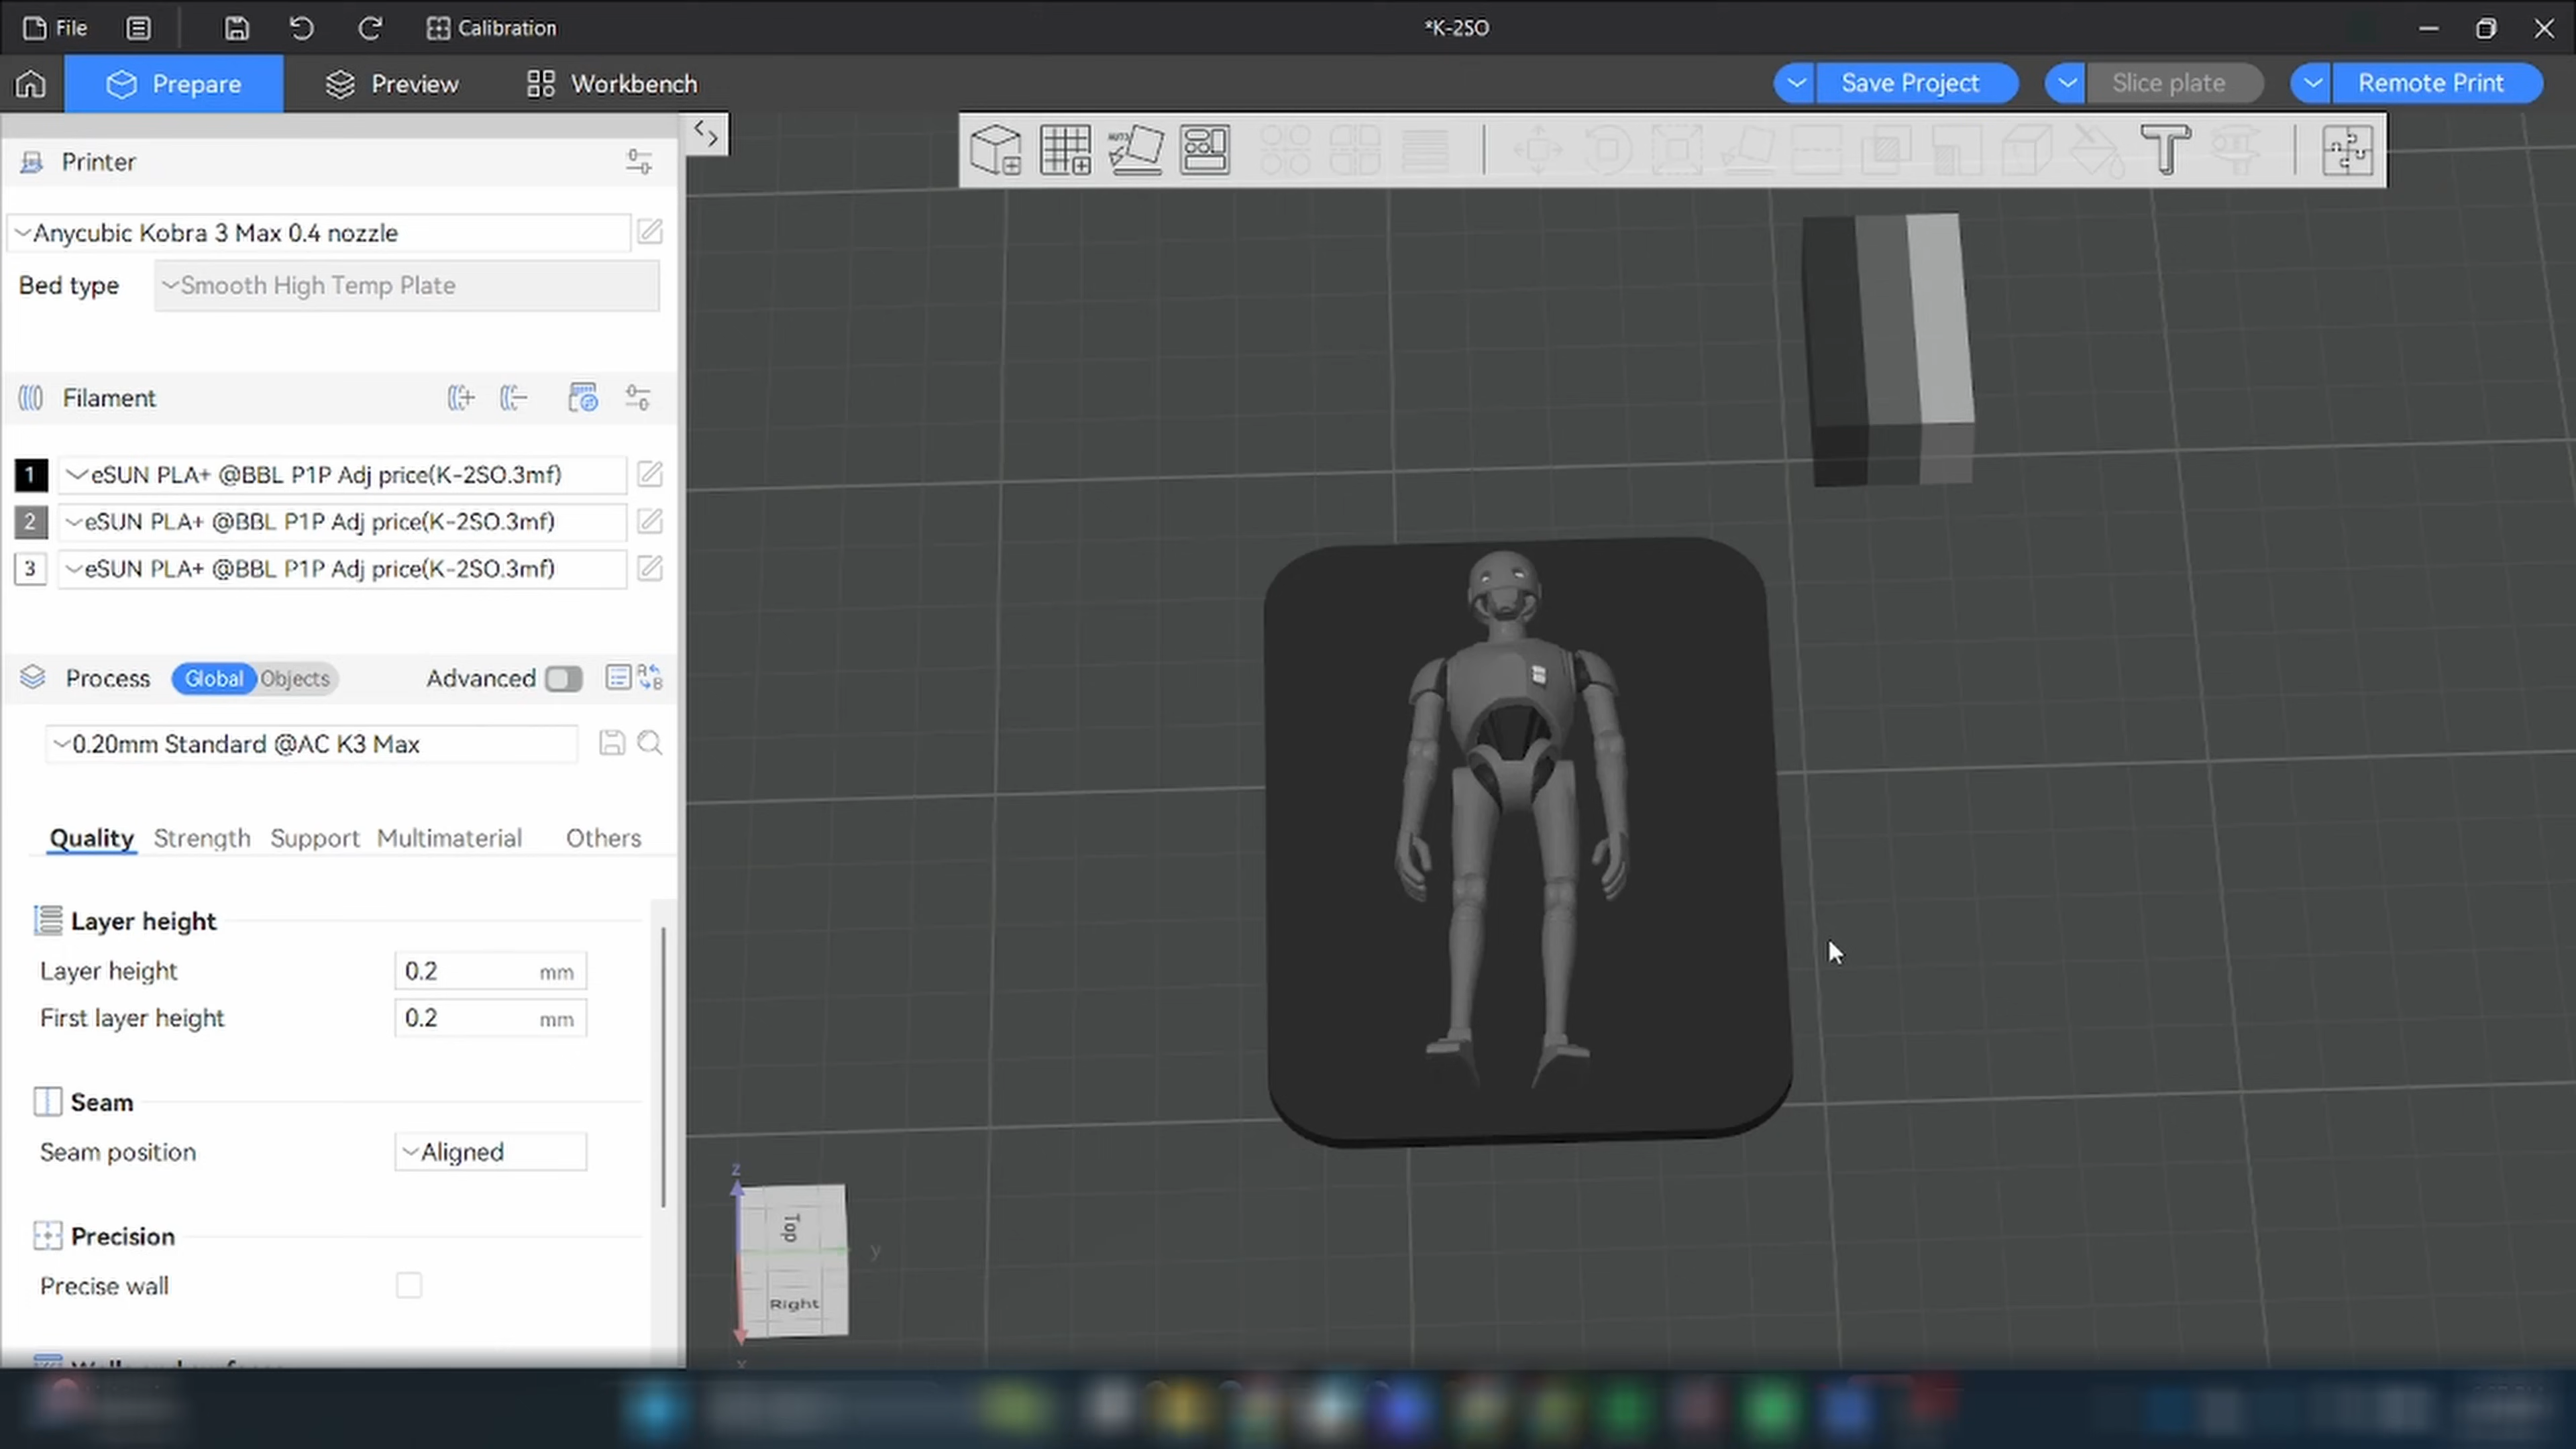 File
Calibration
*K-2SO
Prepare
Preview
Workbench
Save Project
Slice plate
Remote Print
AUTO
Printer
Anycubic Kobra 3 Max 0.4 nozzle
Bed type
Smooth High Temp Plate
Filament
1 eSUN PLA+ @BBL P1P Adj price(K-2SO.3mf)
2 eSUN PLA+ @BBL P1P Adj price(K-2SO.3mf)
3 eSUN PLA+ @BBL P1P Adj price(K-2SO.3mf)
Process
Global
Objects
Advanced
0.20mm Standard @AC K3 Max
Quality
Strength
Support
Multimaterial
Others
Layer height
Layer height 0.2 mm
First layer height 0.2 mm
Seam
Seam position Aligned
Precision
Precise wall
z
Top
y
Right
x